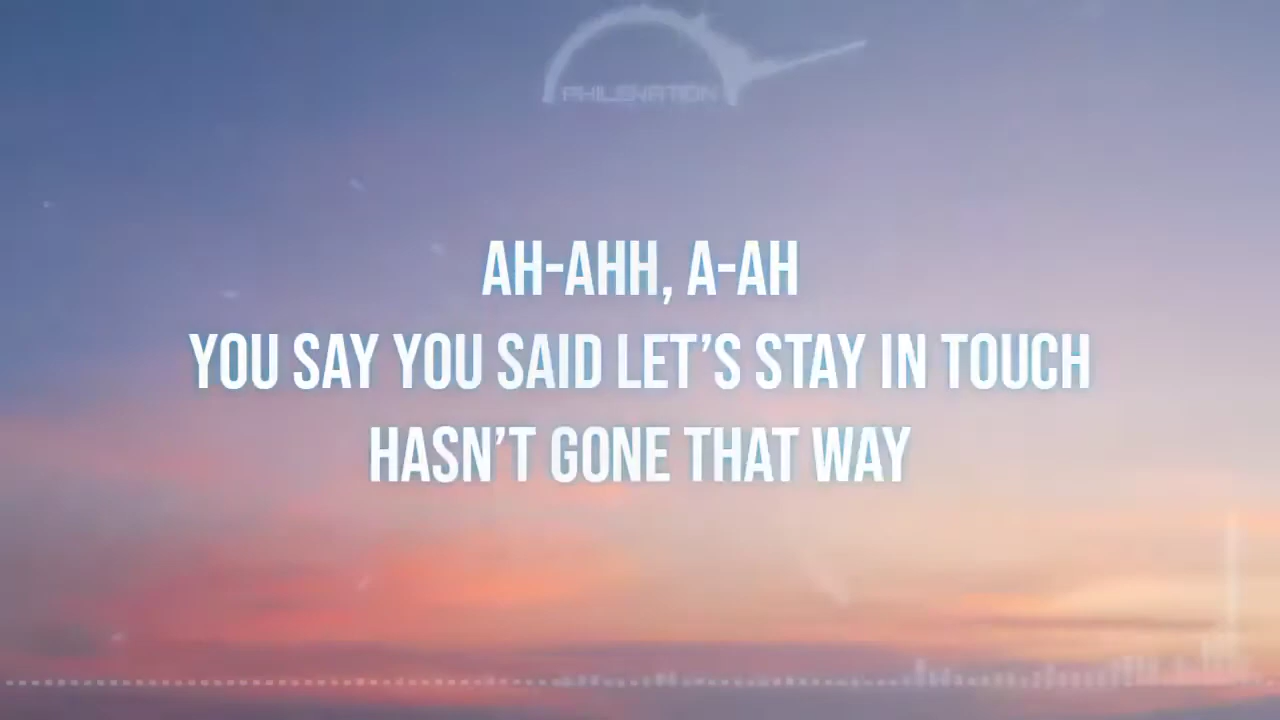 PHILSNATION
AH-AHH, A-AH
YOU SAY YOU SAID LET’S STAY IN TOUCH
HASN’T GONE THAT WAY